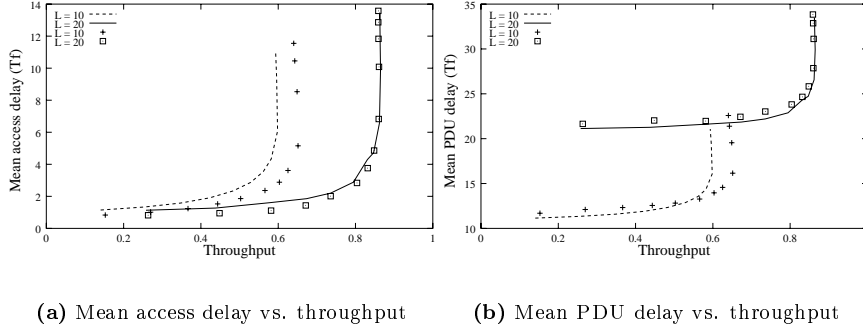 14
12
10
8
6
4
2
0
Mean access delay (Tf)
L = 10
L = 20
L = 10
L = 20
0 0.2 0.4 0.6 0.8 1
Throughput
35
30
25
20
15
10
Mean PDU delay (Tf)
L = 10
L = 20
L = 10
L = 20
0 0.2 0.4 0.6 0.8 1
Throughput
(a) Mean access delay vs. throughput
(b) Mean PDU delay vs. throughput